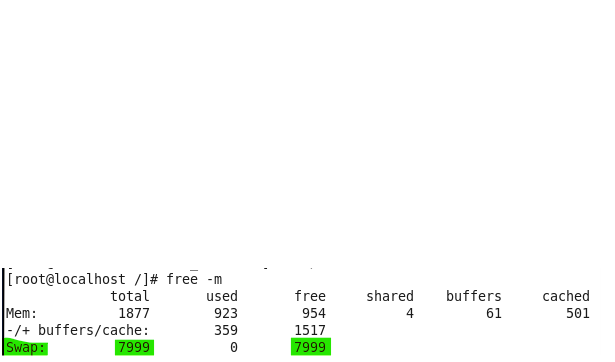 [root@localhost /]# free -m
total used free shared buffers cached
Mem: 1877 923 954 4 61 501
-/+ buffers/cache: 359 1517
Swap: 7999 0 7999